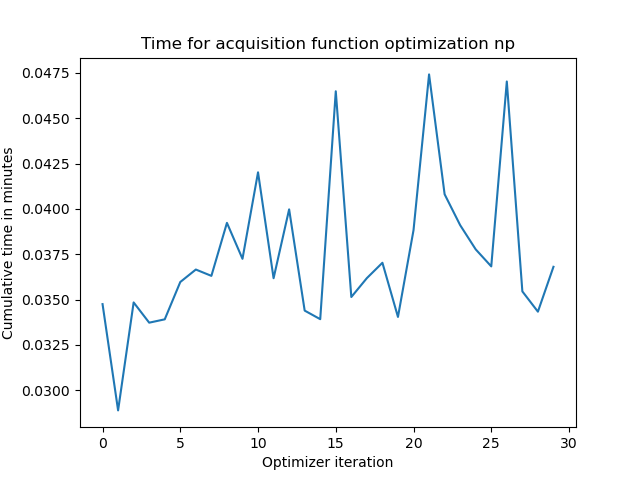 Time for acquisition function optimization np
Cumulative time in minutes
0.0475
0.0450
0.0425
0.0400
0.0375
0.0350
0.0325
0.0300
0 5 10 15 20 25 30
Optimizer iteration